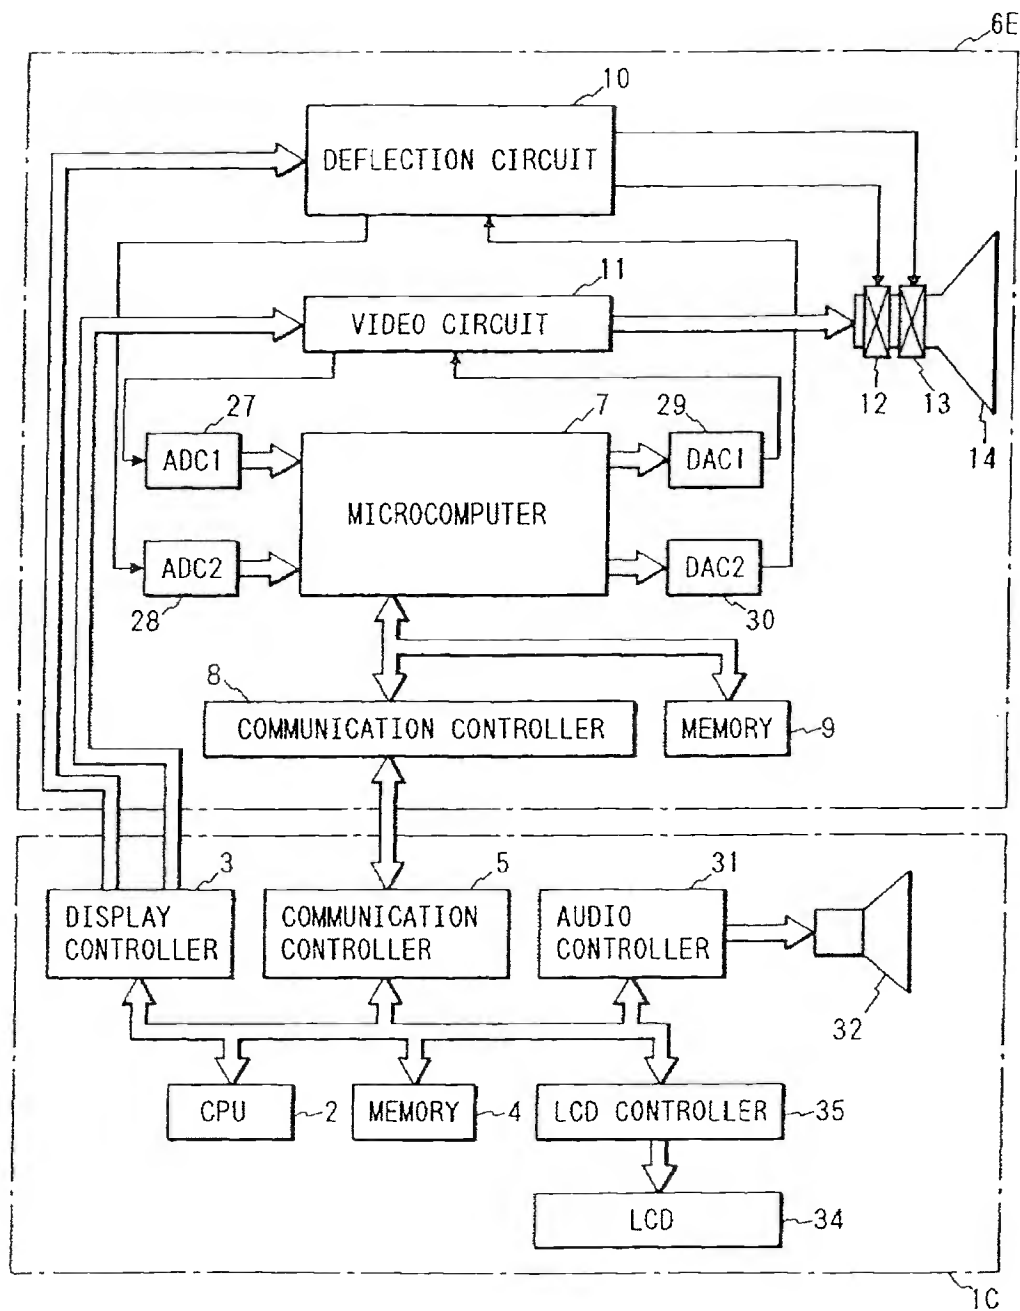 6E
10
DEFLECTION CIRCUIT
11
VIDEO CIRCUIT
12
13
14
27
7
29
ADC1
DAC1
MICROCOMPUTER
ADC2
DAC2
28
30
8
COMMUNICATION CONTROLLER
MEMORY
9
3
5
31
DISPLAY
CONTROLLER
COMMUNICATION
CONTROLLER
AUDIO
CONTROLLER
32
CPU
2
MEMORY
4
LCD CONTROLLER
35
LCD
34
1C